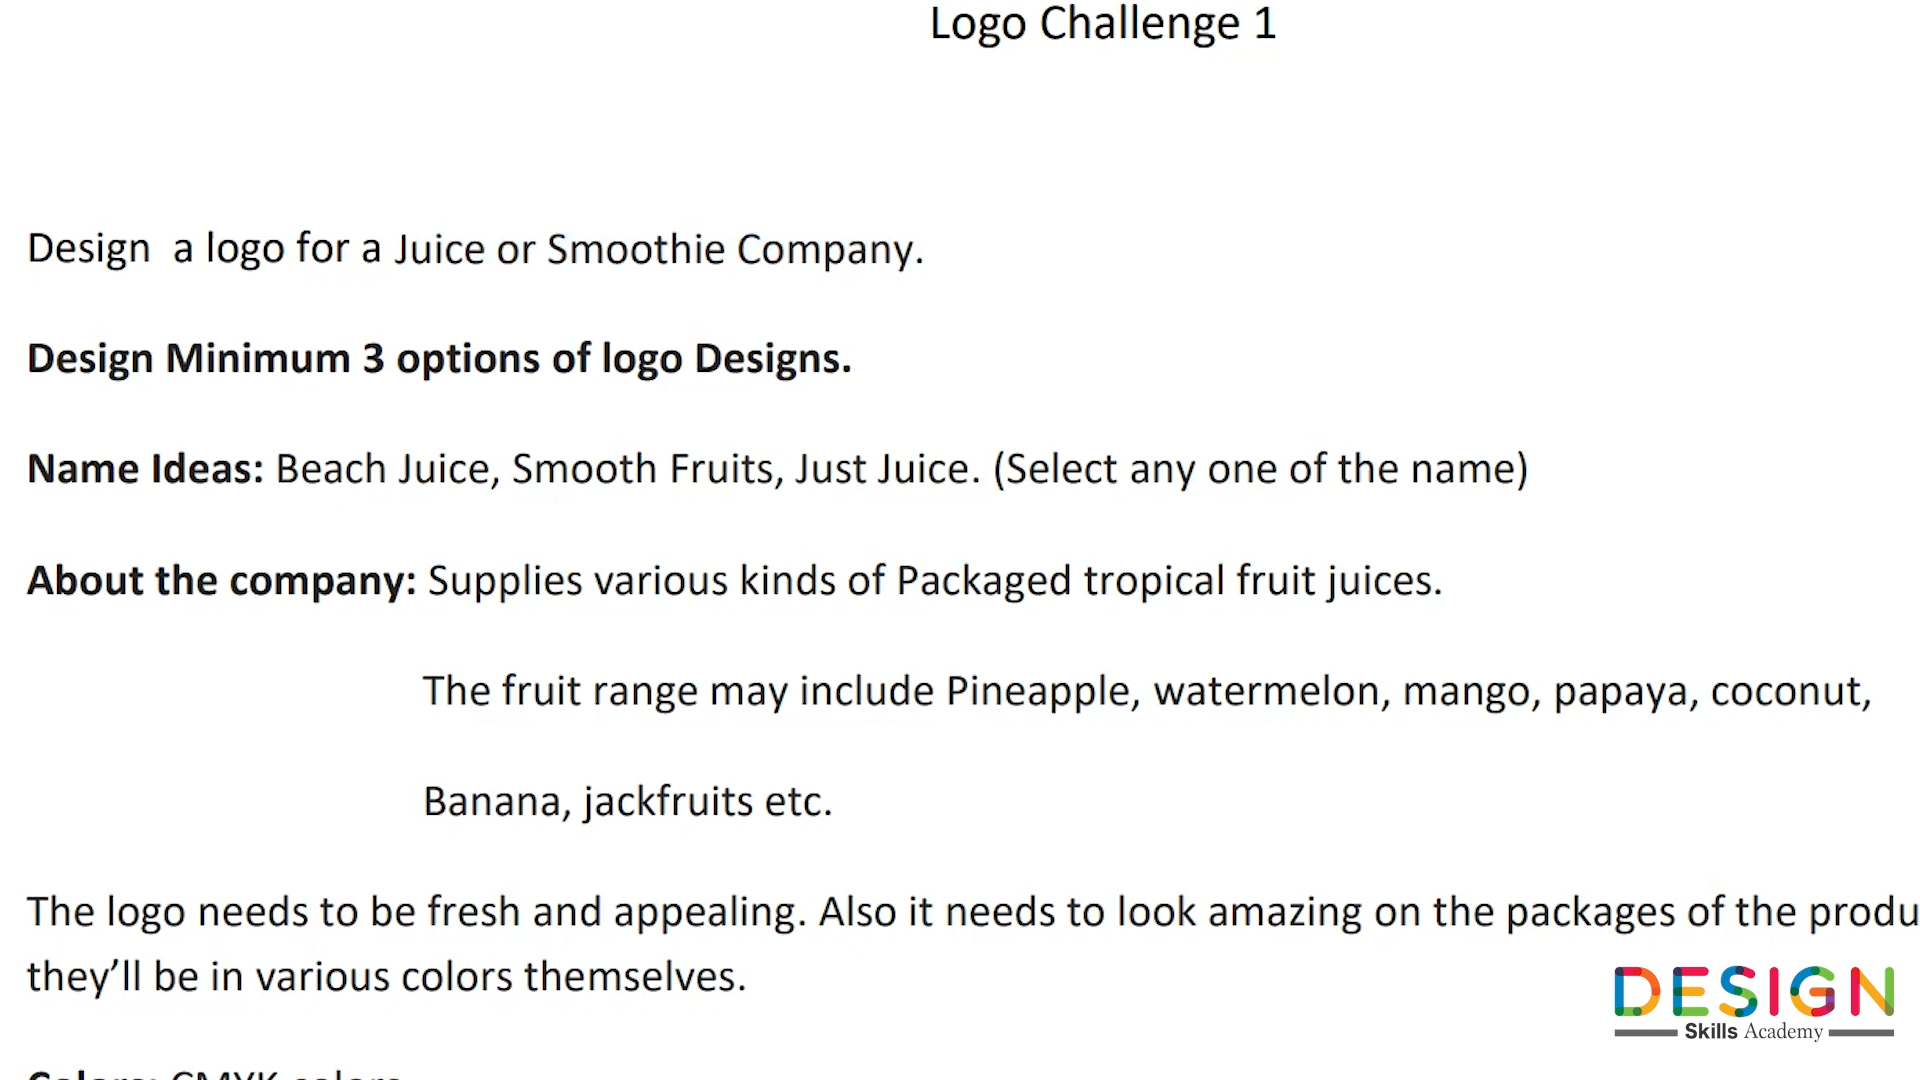 Logo Challenge 1
Design a logo for a Juice or Smoothie Company.
Design Minimum 3 options of logo Designs.
Name Ideas: Beach Juice, Smooth Fruits, Just Juice. (Select any one of the name)
About the company: Supplies various kinds of Packaged tropical fruit juices.
The fruit range may include Pineapple, watermelon, mango, papaya, coconut,
Banana, jackfruits etc.
The logo needs to be fresh and appealing. Also it needs to look amazing on the packages of the produ
they’ll be in various colors themselves.
DESIGN
Skills Academy
Colors: CMYK colors